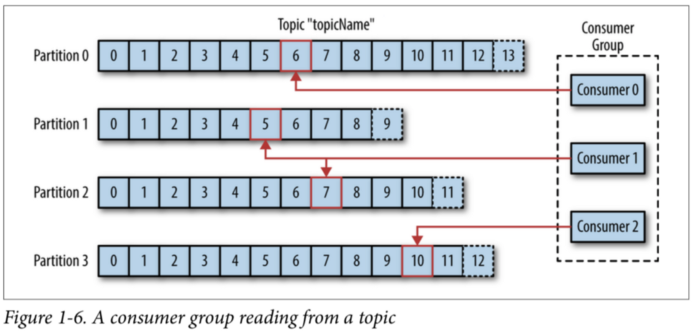 Topic "topicName"
Consumer
Group
Partition 0 0 1 2 3 4 5 6 7 8 9 10 11 12 13
Consumer 0
Partition 1 0 1 2 3 4 5 6 7 8 9
Consumer 1
Partition 2 0 1 2 3 4 5 6 7 8 9 10 11
Consumer 2
Partition 3 0 1 2 3 4 5 6 7 8 9 10 11 12
Figure 1-6. A consumer group reading from a topic